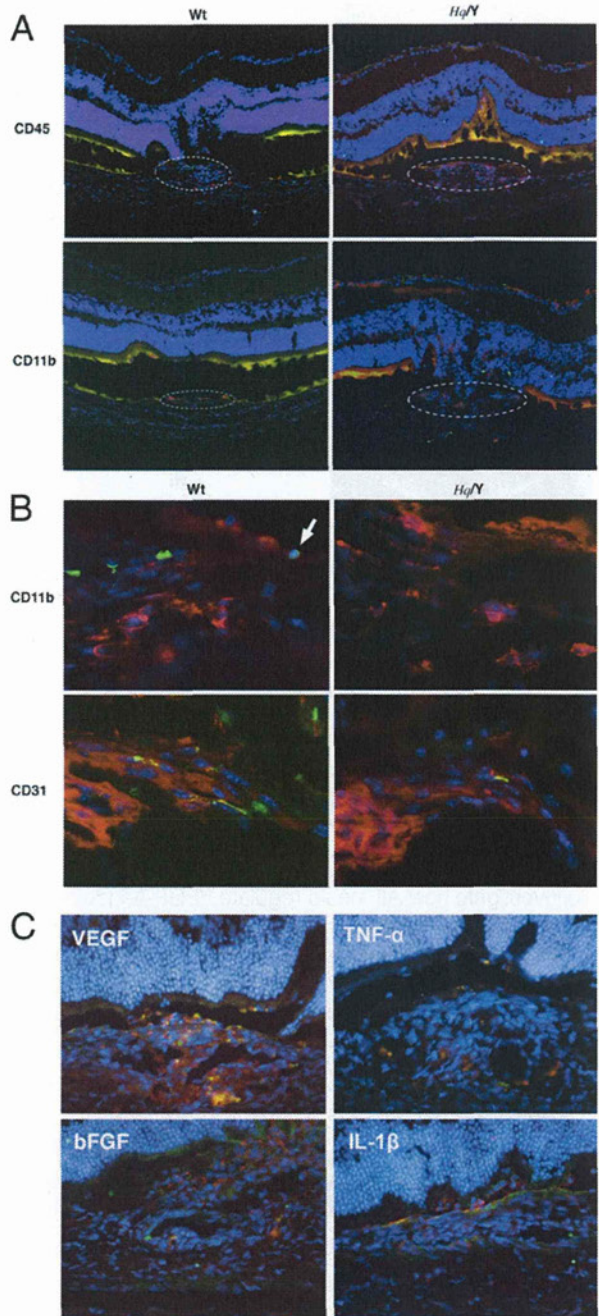 A
Wt Hq/Y
CD45
CD11b
B
Wt Hq/Y
CD11b
CD31
C
VEGF TNF-α
bFGF IL-1β